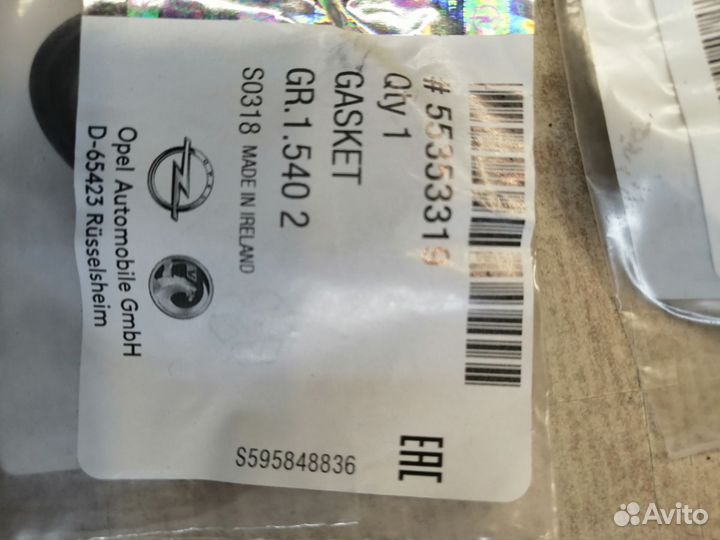 # 55353319
Qty 1
GASKET
GR.1.540 2
S0318 MADE IN IRELAND
Opel Automobile GmbH
D-65423 Rüsselsheim
EAC
S595848836
Avito